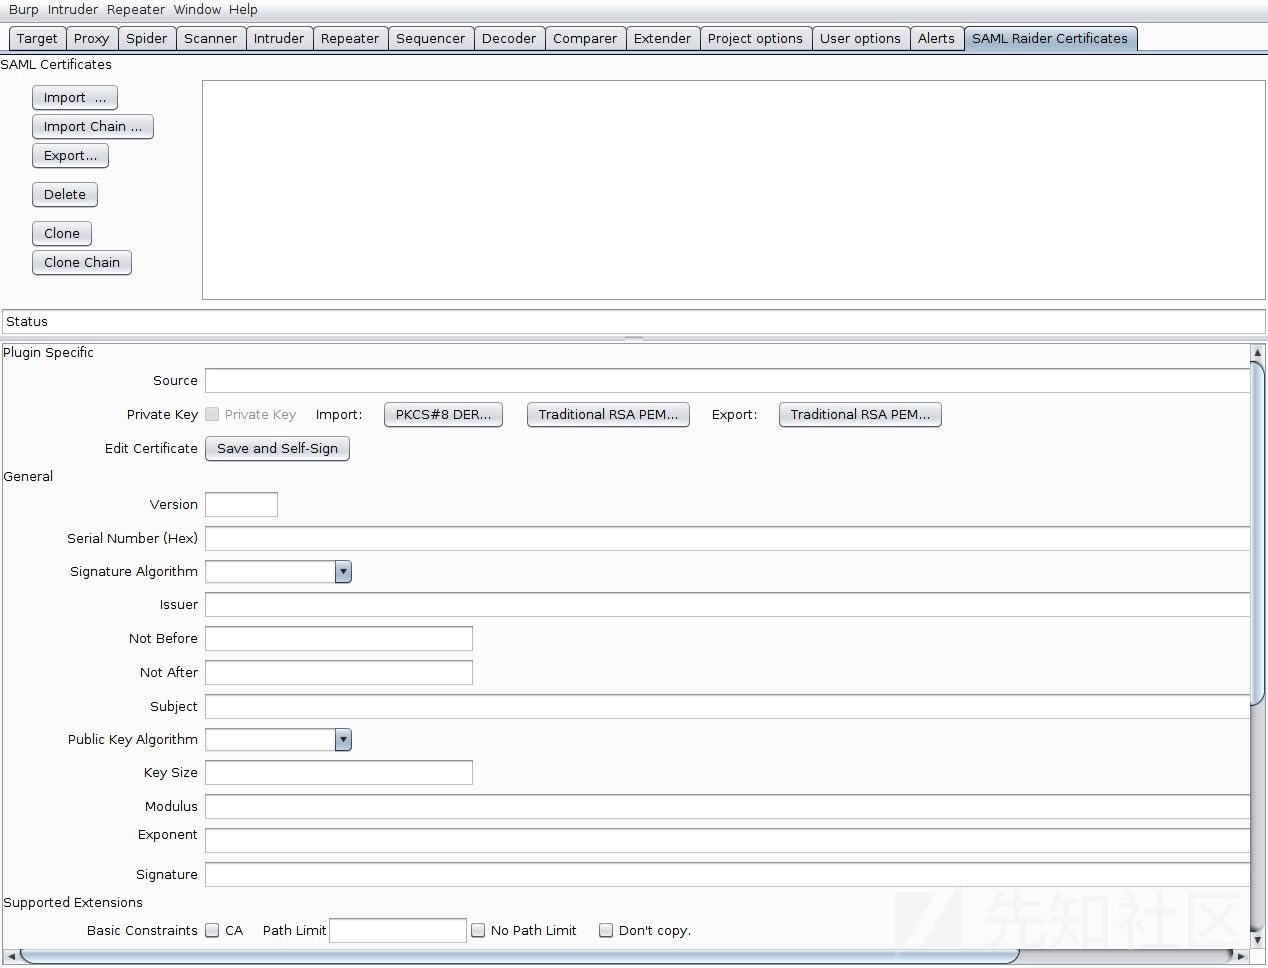 Burp Intruder Repeater Window Help
Target Proxy Spider Scanner Intruder Repeater Sequencer Decoder Comparer Extender Project options User options Alerts SAML Raider Certificates
SAML Certificates
Import ...
Import Chain ...
Export...
Delete
Clone
Clone Chain
Status
Plugin Specific
Source
Private Key Private Key Import: PKCS#8 DER... Traditional RSA PEM... Export: Traditional RSA PEM...
Edit Certificate Save and Self-Sign
General
Version
Serial Number (Hex)
Signature Algorithm
Issuer
Not Before
Not After
Subject
Public Key Algorithm
Key Size
Modulus
Exponent
Signature
Supported Extensions
Basic Constraints CA Path Limit No Path Limit Don't copy.
先知社区